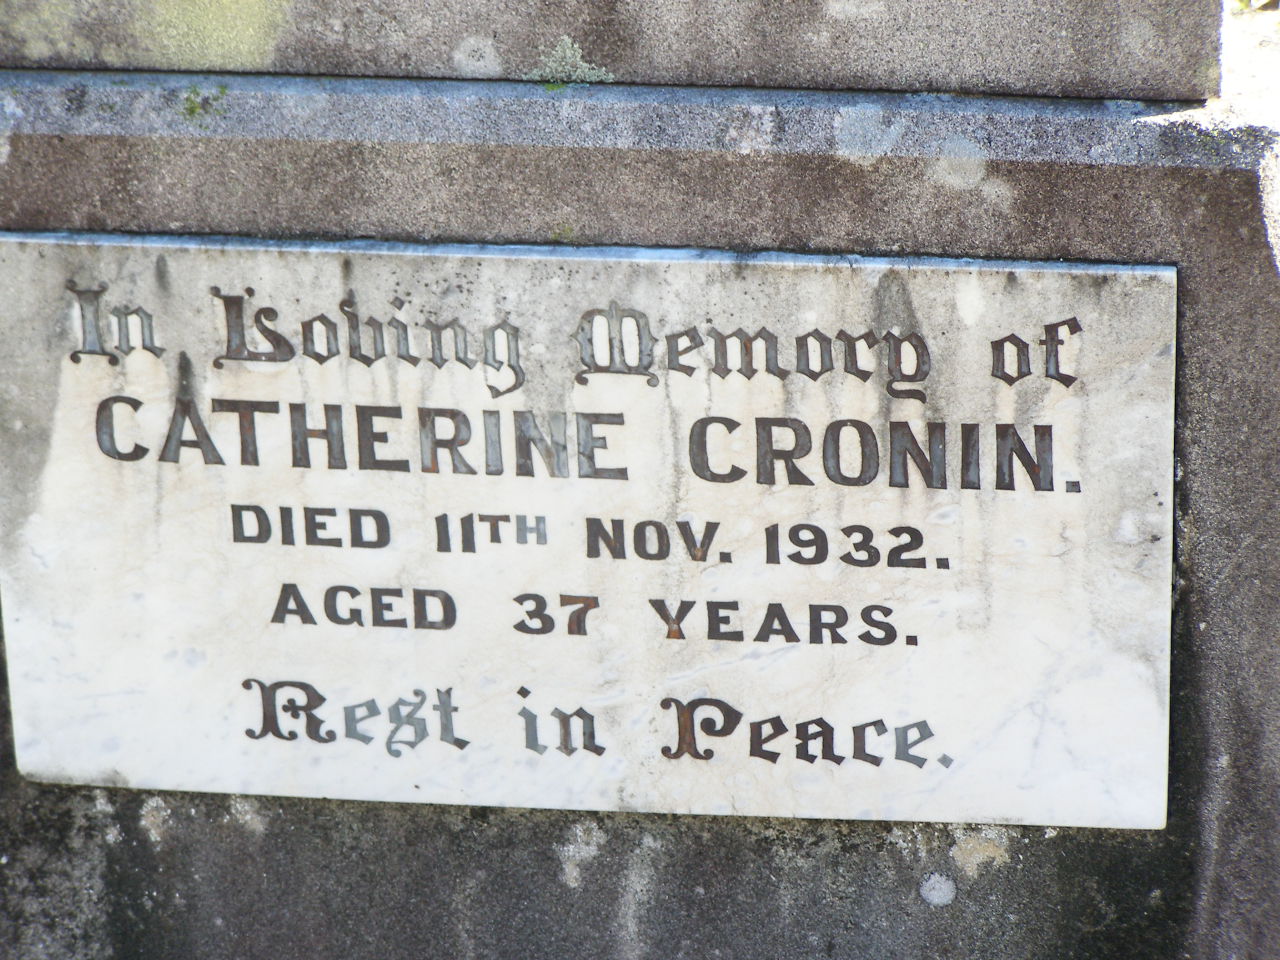 In Loving Memory of
CATHERINE CRONIN.
DIED 11TH NOV. 1932.
AGED 37 YEARS.
Rest in Peace.